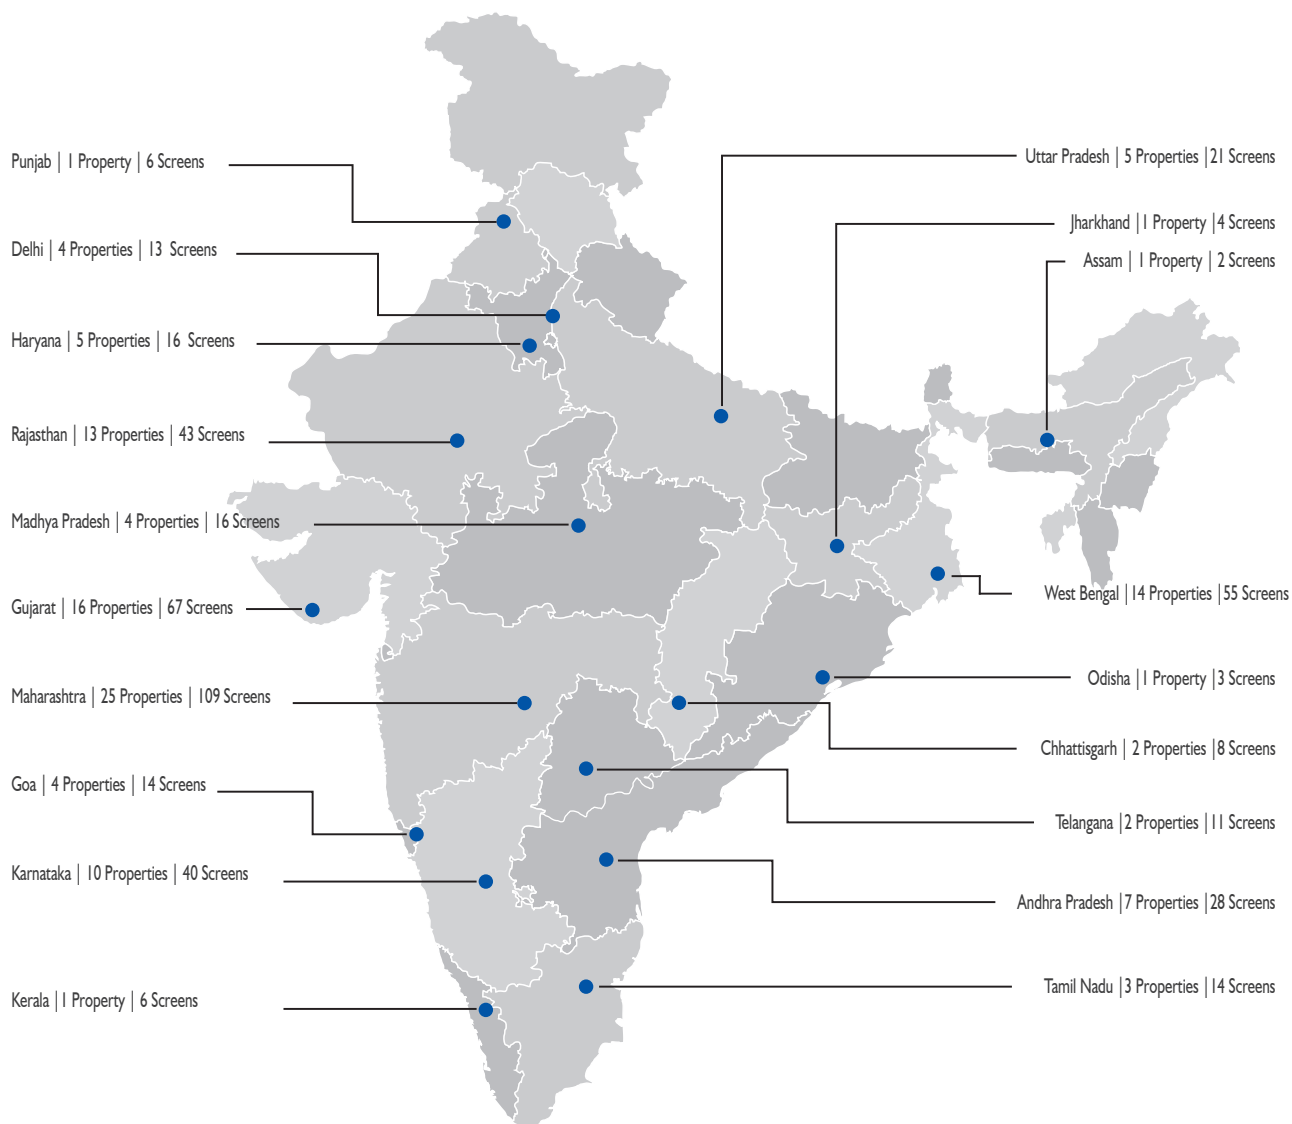 Punjab | 1 Property | 6 Screens
Delhi | 4 Properties | 13 Screens
Haryana | 5 Properties | 16 Screens
Rajasthan | 13 Properties | 43 Screens
Madhya Pradesh | 4 Properties | 16 Screens
Gujarat | 16 Properties | 67 Screens
Maharashtra | 25 Properties | 109 Screens
Goa | 4 Properties | 14 Screens
Karnataka | 10 Properties | 40 Screens
Kerala | 1 Property | 6 Screens
Uttar Pradesh | 5 Properties | 21 Screens
Jharkhand | 1 Property | 4 Screens
Assam | 1 Property | 2 Screens
West Bengal | 14 Properties | 55 Screens
Odisha | 1 Property | 3 Screens
Chhattisgarh | 2 Properties | 8 Screens
Telangana | 2 Properties | 11 Screens
Andhra Pradesh | 7 Properties | 28 Screens
Tamil Nadu | 3 Properties | 14 Screens